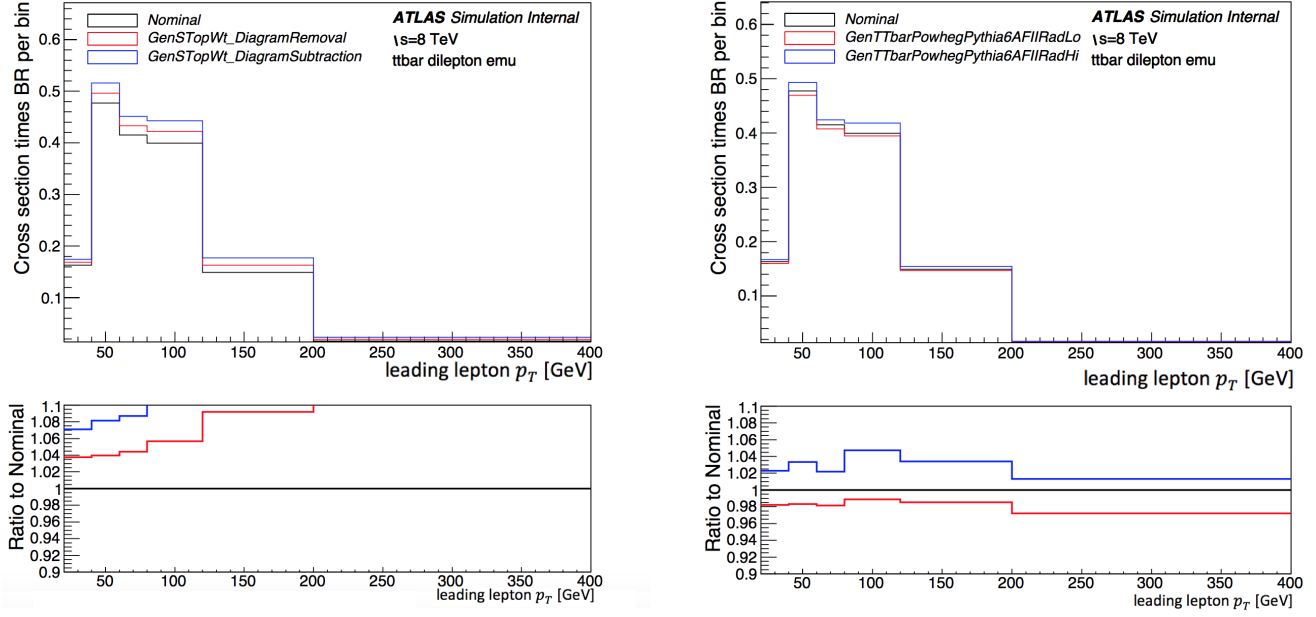 Cross section times BR per bin
0.6
0.5
0.4
0.3
0.2
0.1
Nominal
GenSTopWt_DiagramRemoval
GenSTopWt_DiagramSubtraction
ATLAS Simulation Internal
\s=8 TeV
ttbar dilepton emu
50 100 150 200 250 300 350 400
leading lepton p_T [GeV]
Ratio to Nominal
1.1
1.08
1.06
1.04
1.02
1
0.98
0.96
0.94
0.92
0.9
50 100 150 200 250 300 350 400
leading lepton p_T [GeV]
Cross section times BR per bin
0.6
0.5
0.4
0.3
0.2
0.1
Nominal
GenTTbarPowhegPythia6AFIIRadLo
GenTTbarPowhegPythia6AFIIRadHi
ATLAS Simulation Internal
\s=8 TeV
ttbar dilepton emu
50 100 150 200 250 300 350 400
leading lepton p_T [GeV]
Ratio to Nominal
1.1
1.08
1.06
1.04
1.02
1
0.98
0.96
0.94
0.92
0.9
50 100 150 200 250 300 350 400
leading lepton p_T [GeV]